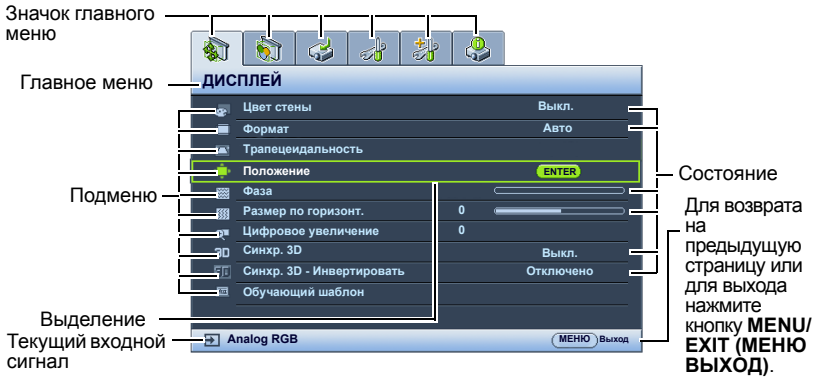 Значок главного
меню
Главное меню
ДИСПЛЕЙ
Цвет стены Выкл.
Формат Авто
Трапецеидальность
Положение ENTER
Фаза
Размер по горизонт. 0
Цифровое увеличение 0
Синхр. 3D Выкл.
Синхр. 3D - Инвертировать Отключено
Обучающий шаблон
Analog RGB МЕНЮ Выход
Подменю
Выделение
Текущий входной
сигнал
Состояние
Для возврата
на
предыдущую
страницу или
для выхода
нажмите
кнопку MENU/
EXIT (МЕНЮ
ВЫХОД).